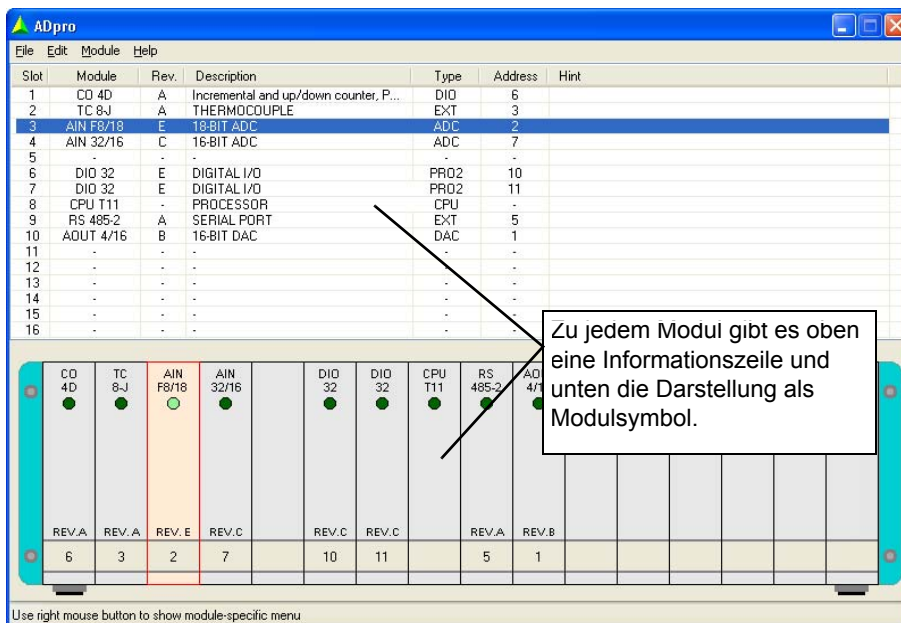 ADpro
File Edit Module Help
Slot Module Rev. Description Type Address Hint
1 CO 4D A Incremental and up/down counter, P... DIO 6
2 TC 8-J A THERMOCOUPLE EXT 3
3 AIN F8/18 E 18-BIT ADC ADC 2
4 AIN 32/16 C 16-BIT ADC ADC 7
5 - - - - -
6 DIO 32 E DIGITAL I/O PRO2 10
7 DIO 32 E DIGITAL I/O PRO2 11
8 CPU T11 - PROCESSOR CPU -
9 RS 485-2 A SERIAL PORT EXT 5
10 AOUT 4/16 B 16-BIT DAC DAC 1
11 - - - - -
12 - - - - -
13 - - - - -
14 - - - - -
15 - - - - -
16 - - - - -
Zu jedem Modul gibt es oben
eine Informationszeile und
unten die Darstellung als
Modulsymbol.
CO TC AIN AIN DIO DIO CPU RS
4D 8-J F8/18 32/16 32 32 T11 485-2
REV.A REV. A REV. E REV.C REV.C REV.C REV.A REV.B
6 3 2 7 10 11 5 1
Use right mouse button to show module-specific menu